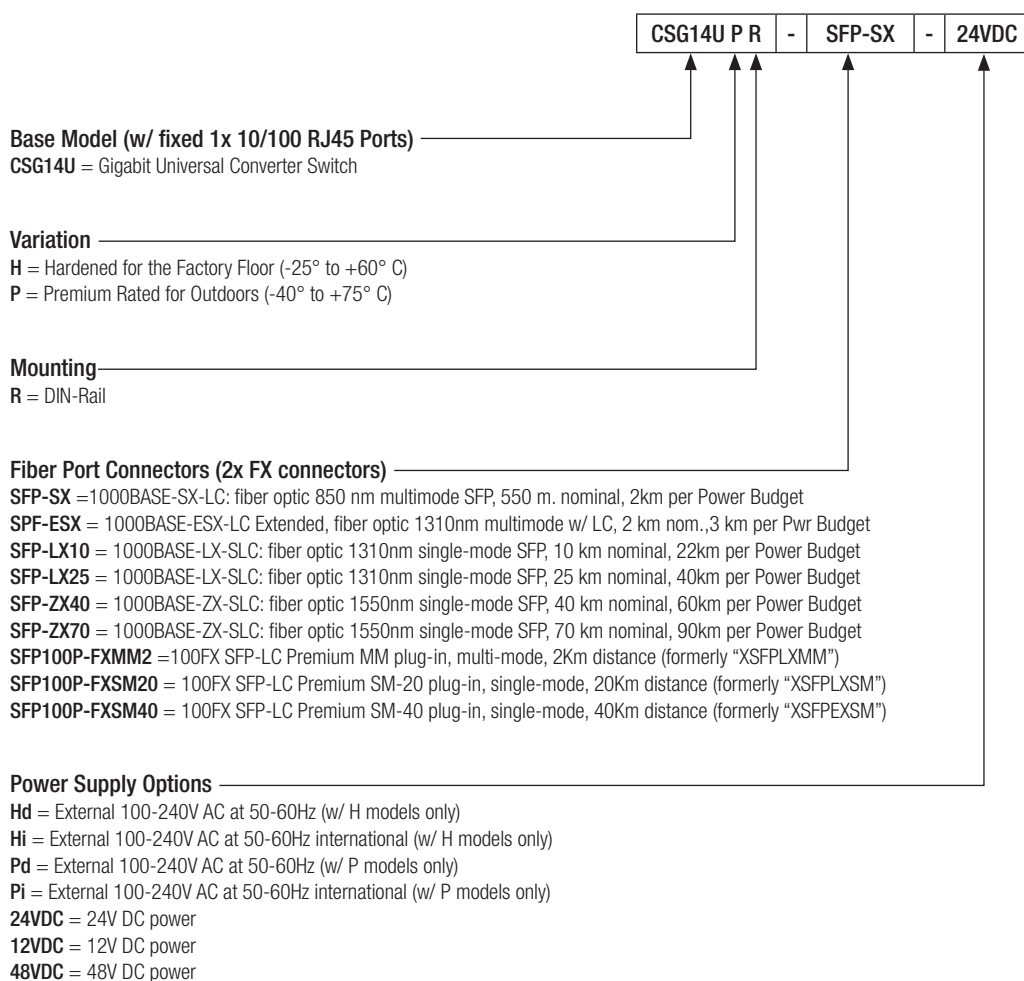 CSG14U P R - SFP-SX - 24VDC
Base Model (w/ fixed 1x 10/100 RJ45 Ports)
CSG14U = Gigabit Universal Converter Switch
Variation
H = Hardened for the Factory Floor (-25° to +60° C)
P = Premium Rated for Outdoors (-40° to +75° C)
Mounting
R = DIN-Rail
Fiber Port Connectors (2x FX connectors)
SFP-SX =1000BASE-SX-LC: fiber optic 850 nm multimode SFP, 550 m. nominal, 2km per Power Budget
SPF-ESX = 1000BASE-ESX-LC Extended, fiber optic 1310nm multimode w/ LC, 2 km nom.,3 km per Pwr Budget
SFP-LX10 = 1000BASE-LX-SLC: fiber optic 1310nm single-mode SFP, 10 km nominal, 22km per Power Budget
SFP-LX25 = 1000BASE-LX-SLC: fiber optic 1310nm single-mode SFP, 25 km nominal, 40km per Power Budget
SFP-ZX40 = 1000BASE-ZX-SLC: fiber optic 1550nm single-mode SFP, 40 km nominal, 60km per Power Budget
SFP-ZX70 = 1000BASE-ZX-SLC: fiber optic 1550nm single-mode SFP, 70 km nominal, 90km per Power Budget
SFP100P-FXMM2 =100FX SFP-LC Premium MM plug-in, multi-mode, 2Km distance (formerly “XSFPLXMM”)
SFP100P-FXSM20 = 100FX SFP-LC Premium SM-20 plug-in, single-mode, 20Km distance (formerly “XSFPLXSM”)
SFP100P-FXSM40 = 100FX SFP-LC Premium SM-40 plug-in, single-mode, 40Km distance (formerly “XSFPEXSM”)
Power Supply Options
Hd = External 100-240V AC at 50-60Hz (w/ H models only)
Hi = External 100-240V AC at 50-60Hz international (w/ H models only)
Pd = External 100-240V AC at 50-60Hz (w/ P models only)
Pi = External 100-240V AC at 50-60Hz international (w/ P models only)
24VDC = 24V DC power
12VDC = 12V DC power
48VDC = 48V DC power